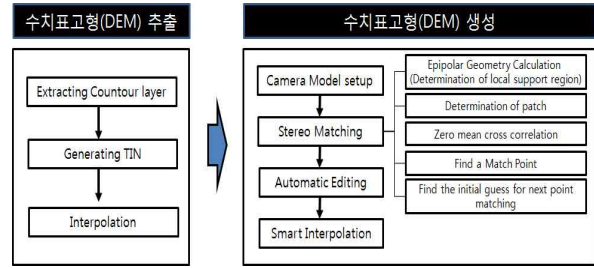 수치표고형(DEM) 추출
Extracting Countour layer
Generating TIN
Interpolation
수치표고형(DEM) 생성
Camera Model setup
Stereo Matching
Automatic Editing
Smart Interpolation
Epipolar Geometry Calculation
(Determination of local support region)
Determination of patch
Zero mean cross correlation
Find a Match Point
Find the initial guess for next point
matching